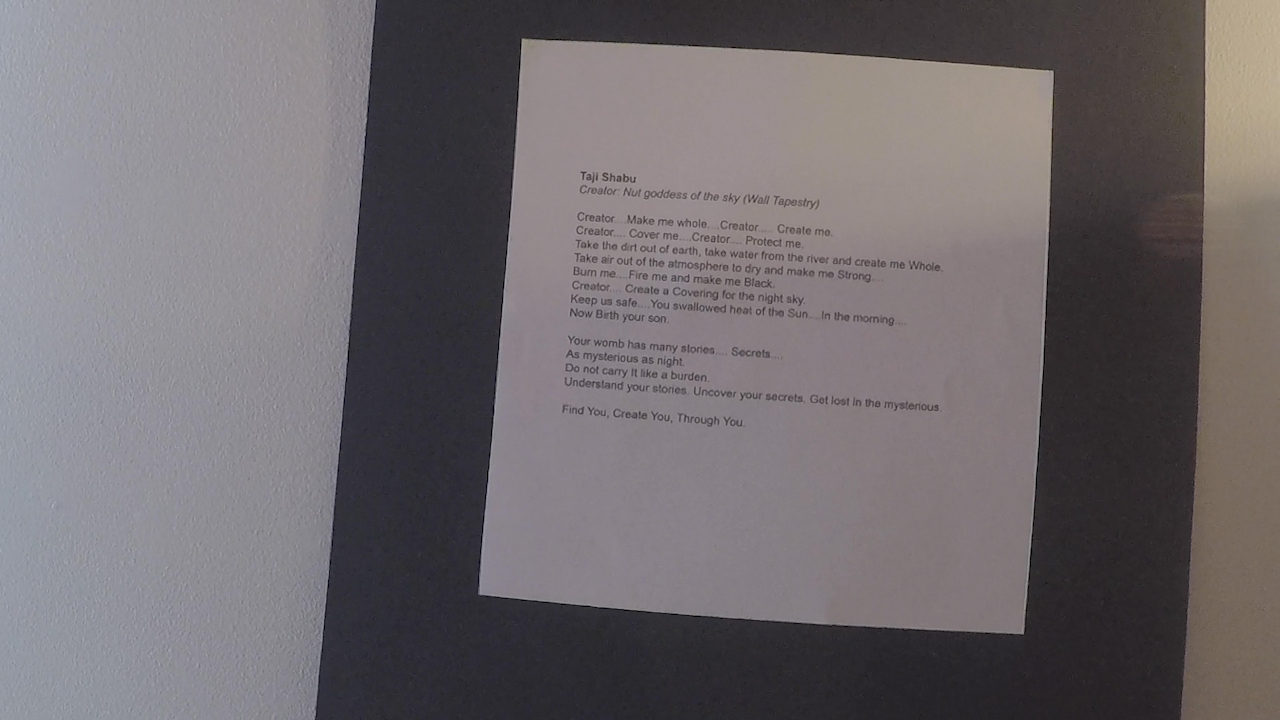 Taji Shabu
Creator: Nut goddess of the sky (Wall Tapestry)
Creator....Make me whole....Creator.... Create me.
Creator.... Cover me....Creator.... Protect me.
Take the dirt out of earth, take water from the river and create me Whole.
Take air out of the atmosphere to dry and make me Strong....
Burn me....Fire me and make me Black.
Creator.... Create a Covering for the night sky.
Keep us safe....You swallowed heat of the Sun....In the morning....
Now Birth your son.
Your womb has many stories.... Secrets....
As mysterious as night.
Do not carry It like a burden.
Understand your stories. Uncover your secrets. Get lost in the mysterious.
Find You, Create You, Through You.